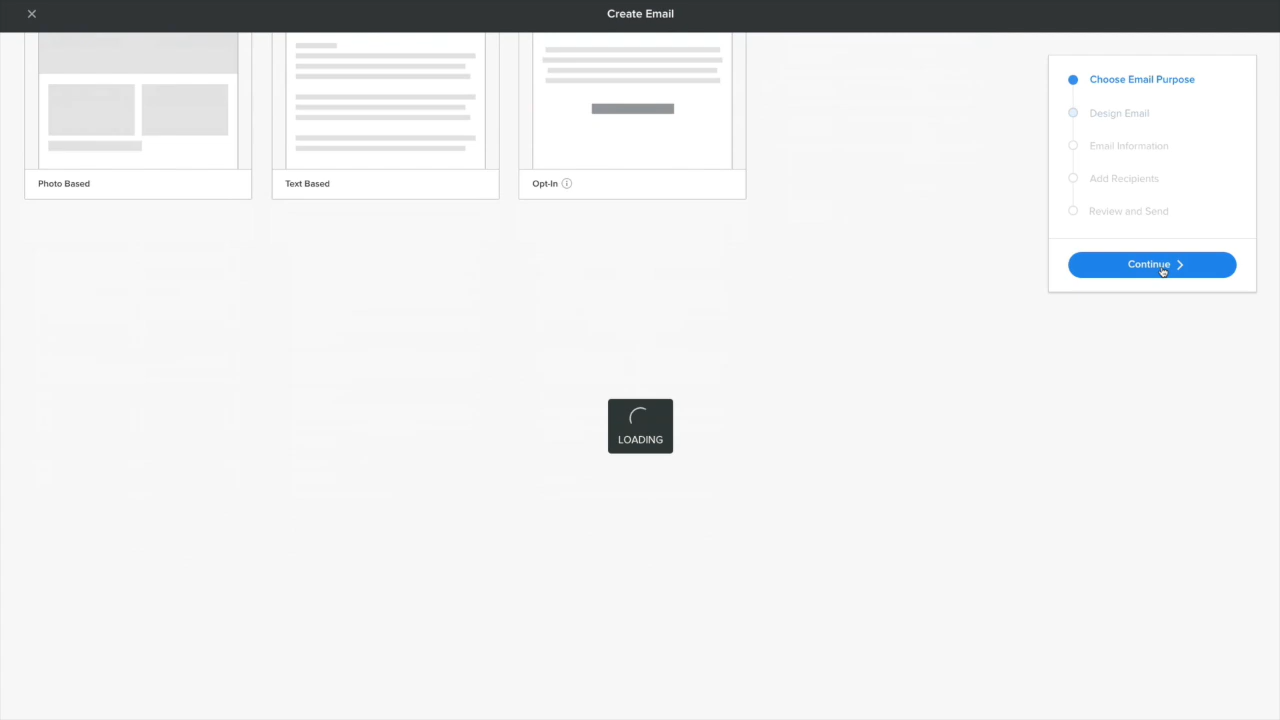 Create Email
Photo Based
Text Based
Opt-In
Choose Email Purpose
Design Email
Email Information
Add Recipients
Review and Send
Continue
LOADING